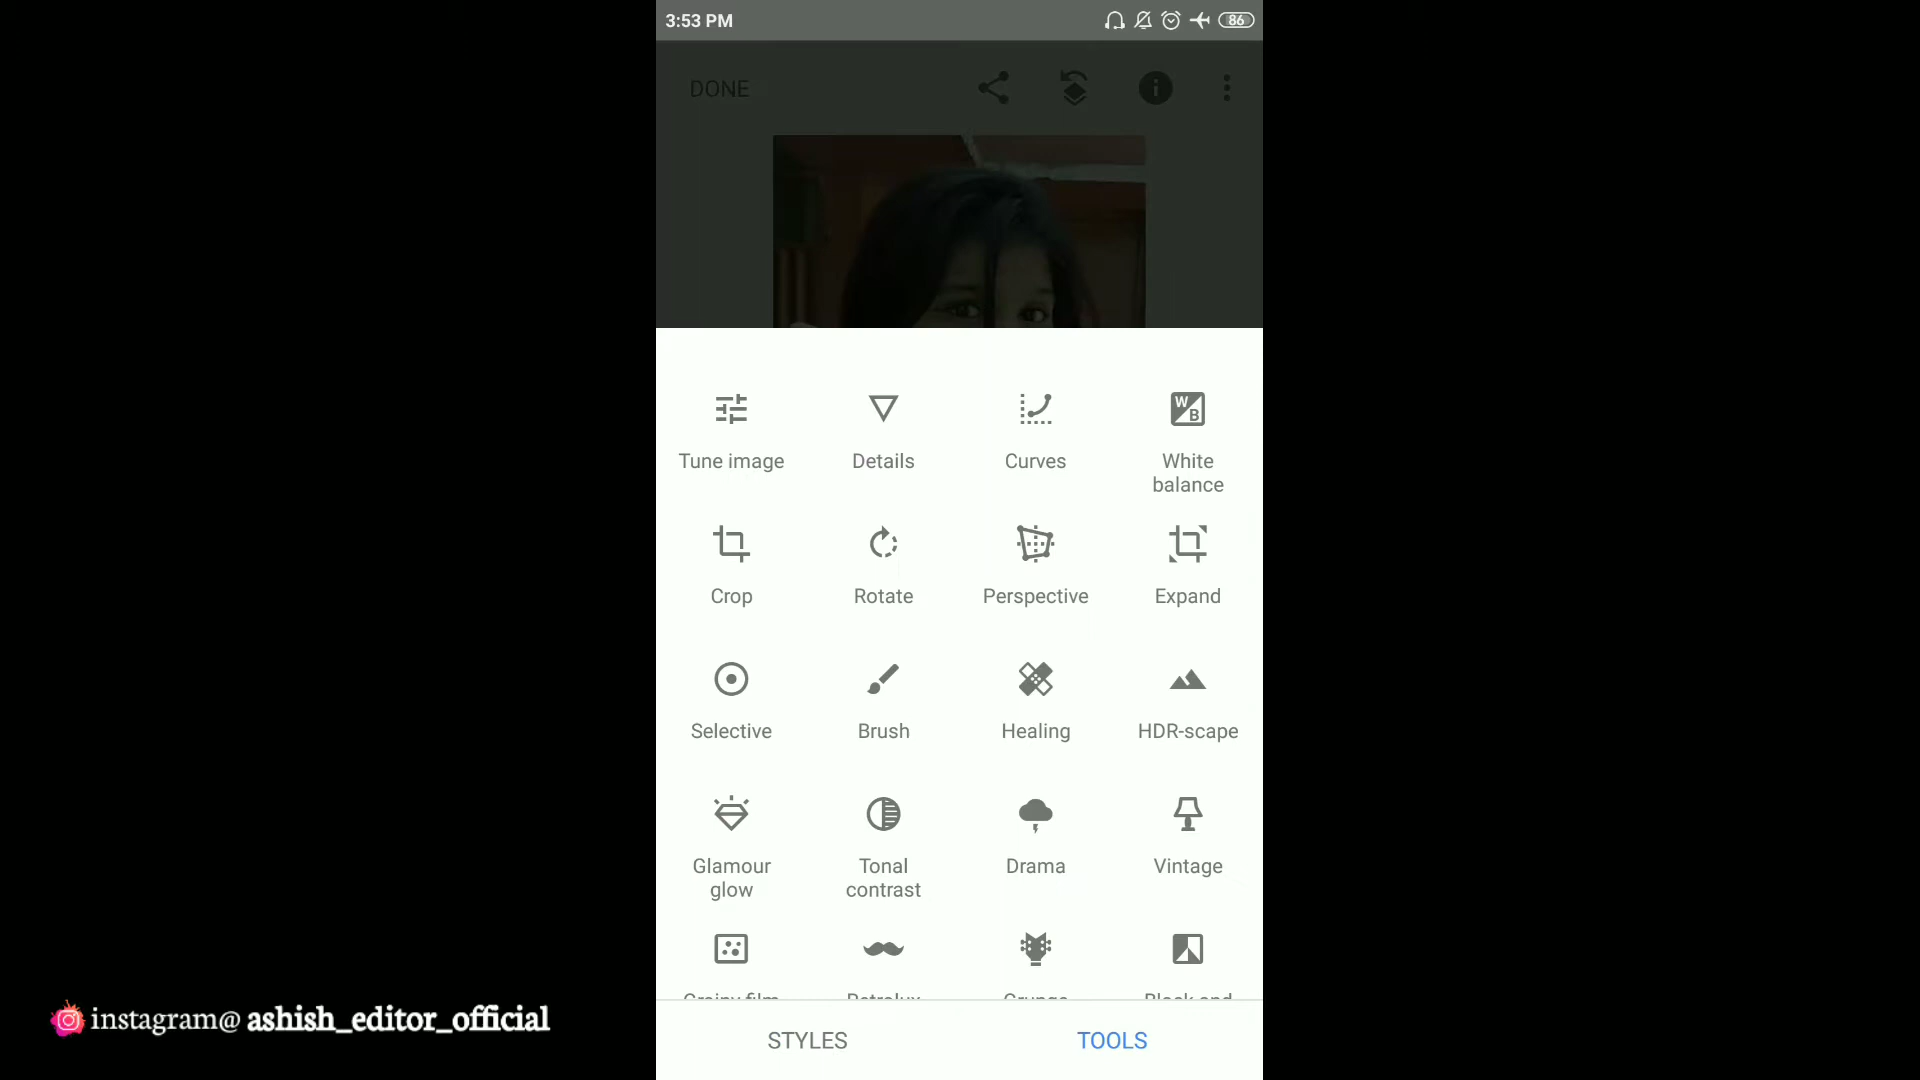 3:53 PM
86
DONE
Tune image
Details
Curves
W
B
White
balance
Crop
Rotate
Perspective
Expand
Selective
Brush
Healing
HDR-scape
Glamour
glow
Tonal
contrast
Drama
Vintage
STYLES
TOOLS
instagram@ ashish_editor_official